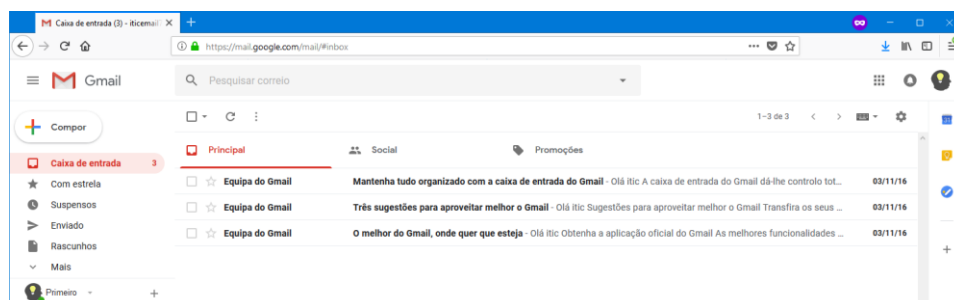 Caixa de entrada (3) - iticemail
https://mail.google.com/mail/#inbox
Gmail
Pesquisar correio
Compor
1–3 de 3
Principal
Social
Promoções
Caixa de entrada 3
Com estrela
Suspensos
Enviado
Rascunhos
Mais
Primeiro
Equipa do Gmail Mantenha tudo organizado com a caixa de entrada do Gmail - Olá itic A caixa de entrada do Gmail dá-lhe controlo tot... 03/11/16
Equipa do Gmail Três sugestões para aproveitar melhor o Gmail - Olá itic Sugestões para aproveitar melhor o Gmail Transfira os seus ... 03/11/16
Equipa do Gmail O melhor do Gmail, onde quer que esteja - Olá itic Obtenha a aplicação oficial do Gmail As melhores funcionalidades ... 03/11/16